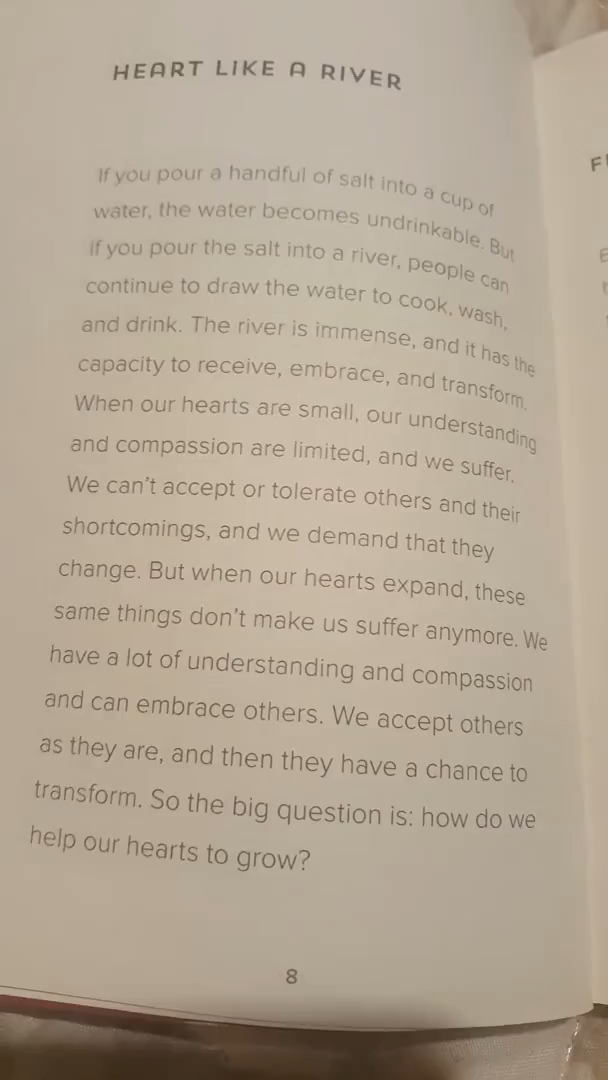 HEART LIKE A RIVER
If you pour a handful of salt into a cup of
water, the water becomes undrinkable. But
if you pour the salt into a river, people can
continue to draw the water to cook, wash,
and drink. The river is immense, and it has the
capacity to receive, embrace, and transform.
When our hearts are small, our understanding
and compassion are limited, and we suffer.
We can't accept or tolerate others and their
shortcomings, and we demand that they
change. But when our hearts expand, these
same things don't make us suffer anymore. We
have a lot of understanding and compassion
and can embrace others. We accept others
as they are, and then they have a chance to
transform. So the big question is: how do we
help our hearts to grow?
8